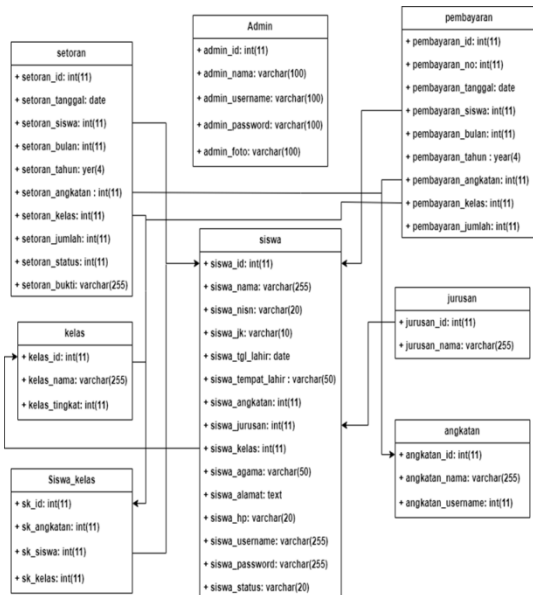 setoran
+ setoran_id: int(11)
+ setoran_tanggal: date
+ setoran_siswa: int(11)
+ setoran_bulan: int(11)
+ setoran_tahun: yer(4)
+ setoran_angkatan : int(11)
+ setoran_kelas: int(11)
+ setoran_jumlah: int(11)
+ setoran_status: int(11)
+ setoran_bukti: varchar(255)
Admin
+ admin_id: int(11)
+ admin_nama: varchar(100)
+ admin_username: varchar(100)
+ admin_password: varchar(100)
+ admin_foto: varchar(100)
pembayaran
+ pembayaran_id: int(11)
+ pembayaran_no: int(11)
+ pembayaran_tanggal: date
+ pembayaran_siswa: int(11)
+ pembayaran_bulan: int(11)
+ pembayaran_tahun : year(4)
+ pembayaran_angkatan: int(11)
+ pembayaran_kelas: int(11)
+ pembayaran_jumlah: int(11)
kelas
+ kelas_id: int(11)
+ kelas_nama: varchar(255)
+ kelas_tingkat: int(11)
siswa
+ siswa_id: int(11)
+ siswa_nama: varchar(255)
+ siswa_nisn: varchar(20)
+ siswa_jk: varchar(10)
+ siswa_tgl_lahir: date
+ siswa_tempat_lahir : varchar(50)
+ siswa_angkatan: int(11)
+ siswa_jurusan: int(11)
+ siswa_kelas: int(11)
+ siswa_agama: varchar(50)
+ siswa_alamat: text
+ siswa_hp: varchar(20)
+ siswa_username: varchar(255)
+ siswa_password: varchar(255)
+ siswa_status: varchar(20)
jurusan
+ jurusan_id: int(11)
+ jurusan_nama: varchar(255)
angkatan
+ angkatan_id: int(11)
+ angkatan_nama: varchar(255)
+ angkatan_username: int(11)
Siswa_kelas
+ sk_id: int(11)
+ sk_angkatan: int(11)
+ sk_siswa: int(11)
+ sk_kelas: int(11)